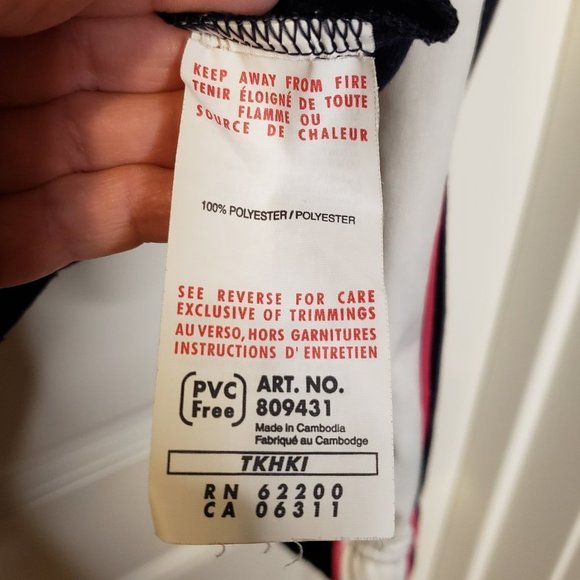 KEEP AWAY FROM FIRE
TENIR ÉLOIGNÉ DE TOUTE
FLAMME OU
SOURCE DE CHALEUR
100% POLYESTER / POLYESTER
SEE REVERSE FOR CARE
EXCLUSIVE OF TRIMMINGS
AU VERSO, HORS GARNITURES
INSTRUCTIONS D'ENTRETIEN
PVC
Free
ART. NO.
809431
Made in Cambodia
Fabriqué au Cambodge
TKHKI
RN 62200
CA 06311